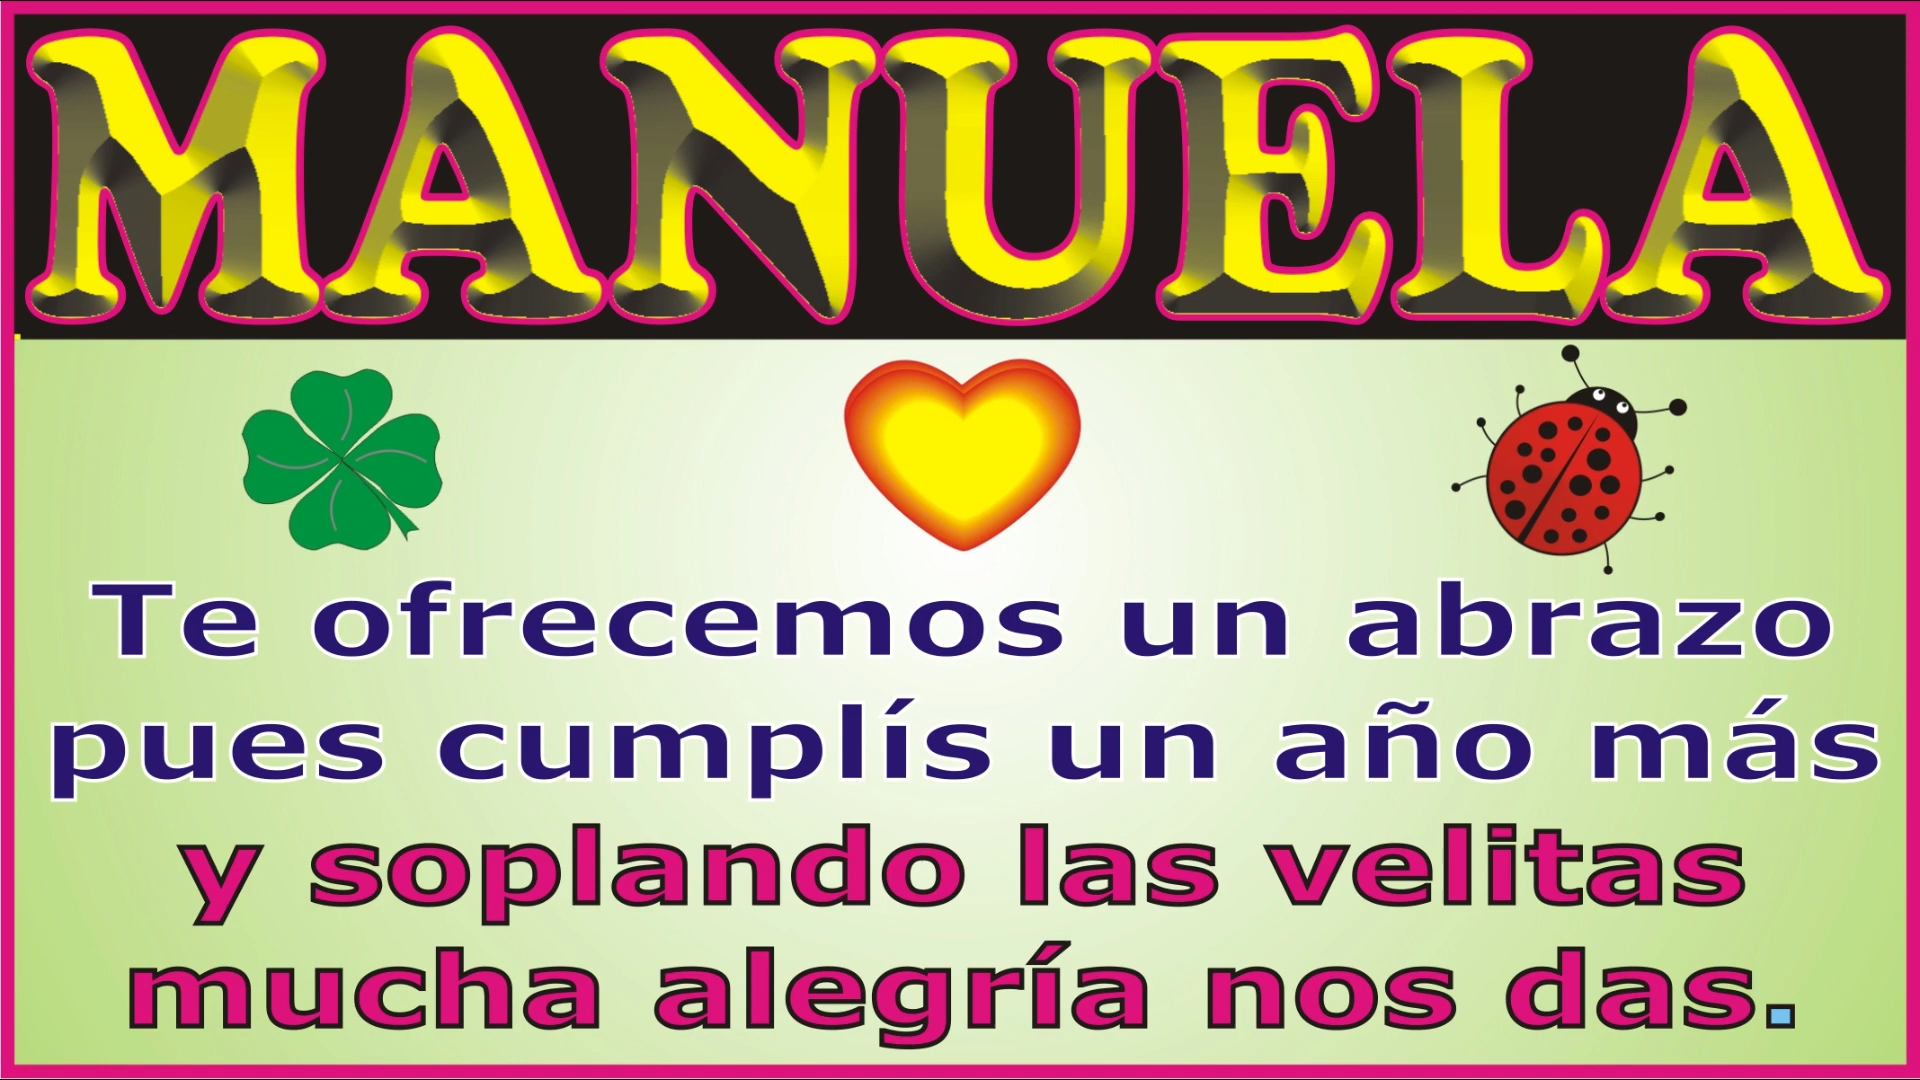 MANUELA
Te ofrecemos un abrazo
pues cumplís un año más
y soplando las velitas
mucha alegría nos das.